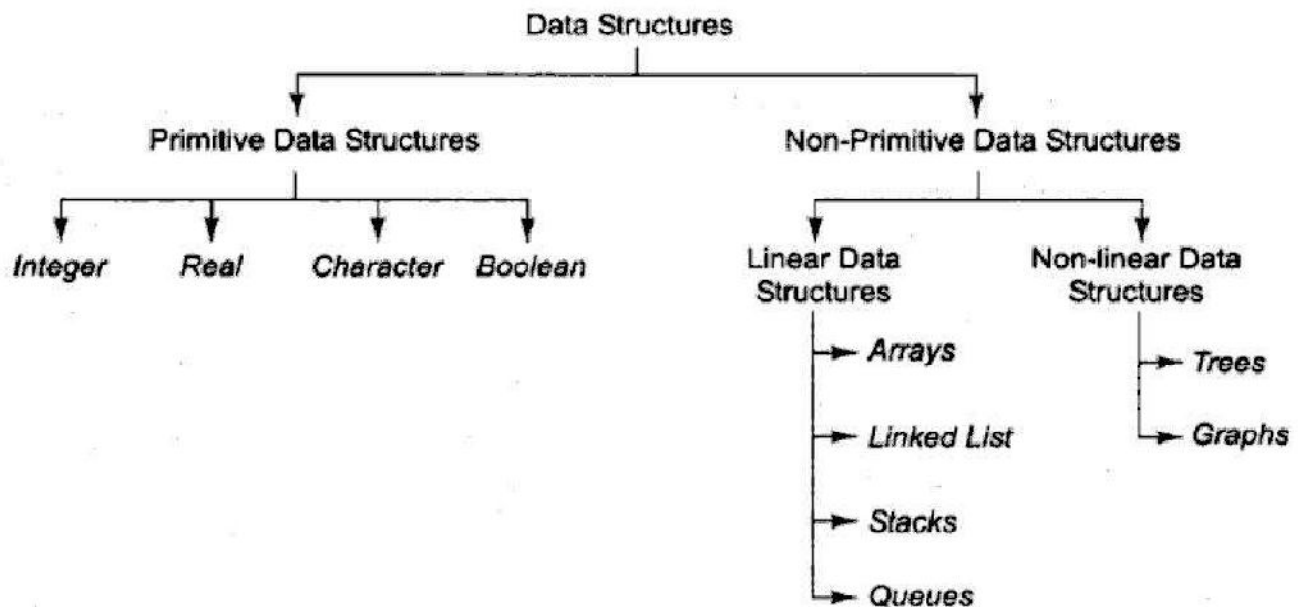 Data Structures
Primitive Data Structures
Non-Primitive Data Structures
Integer
Real
Character
Boolean
Linear Data
Structures
Non-linear Data
Structures
Arrays
Linked List
Stacks
Queues
Trees
Graphs